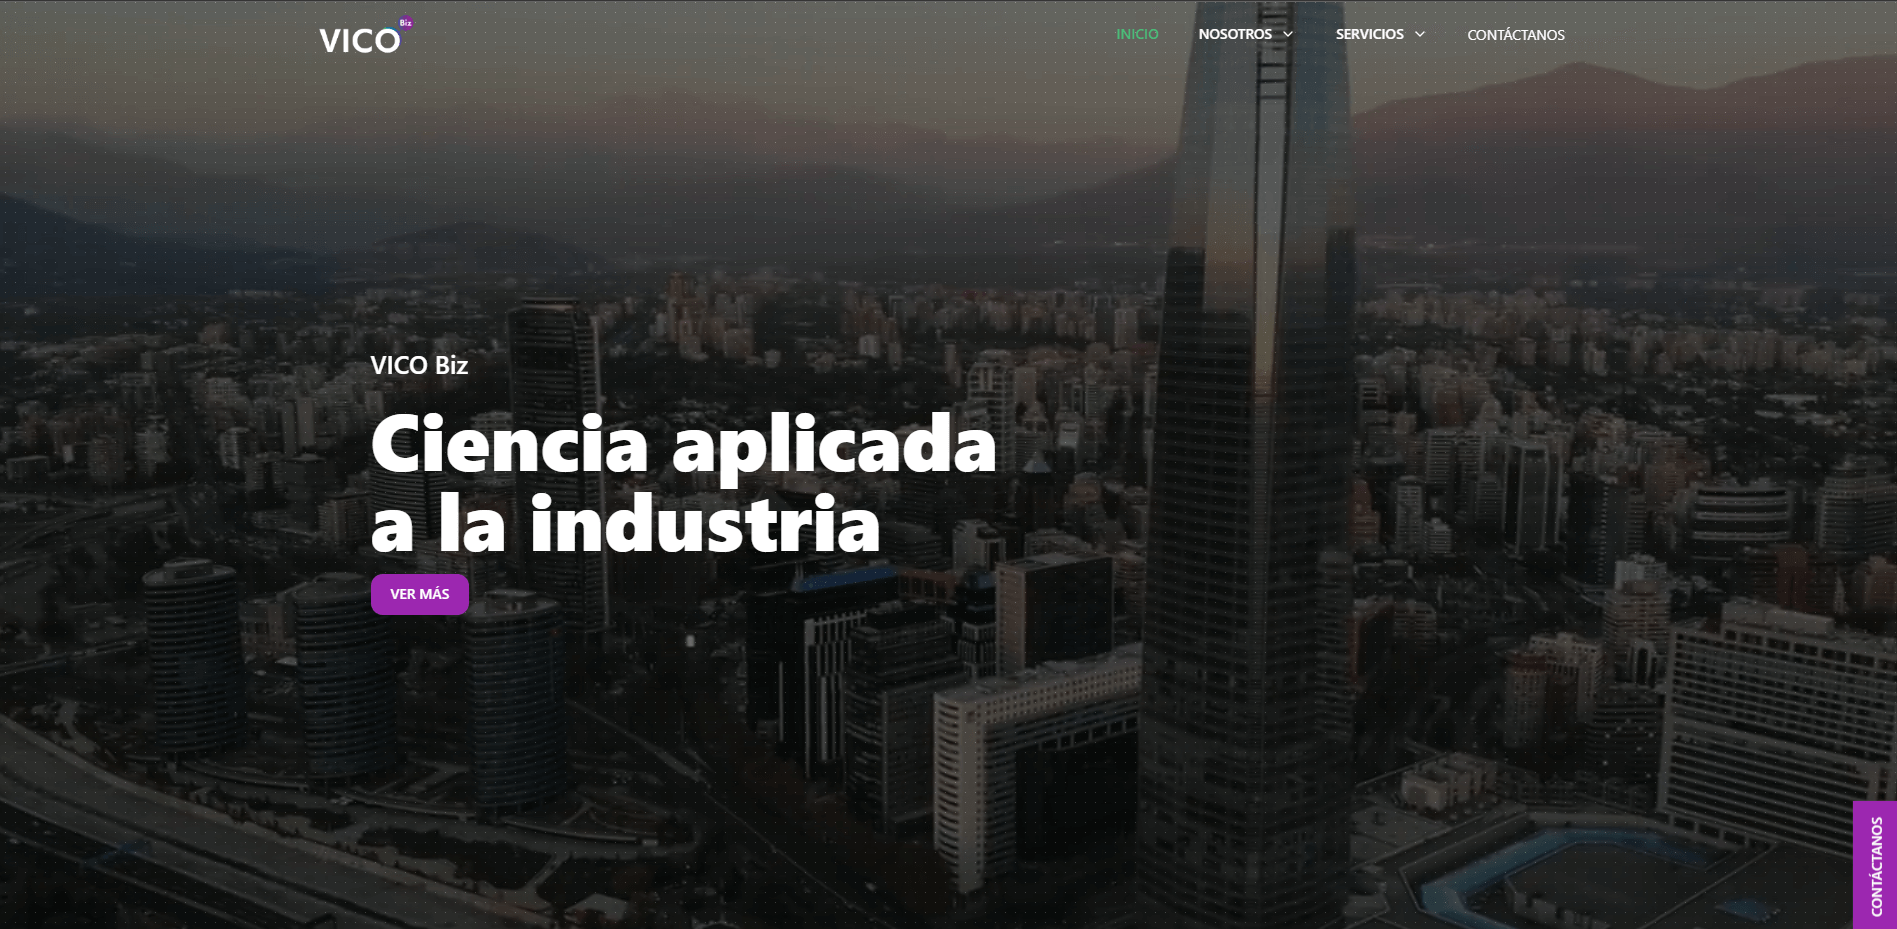 VICO Biz
INICIO
NOSOTROS
SERVICIOS
CONTÁCTANOS
VICO Biz
Ciencia aplicada
a la industria
VER MÁS
CONTÁCTANOS